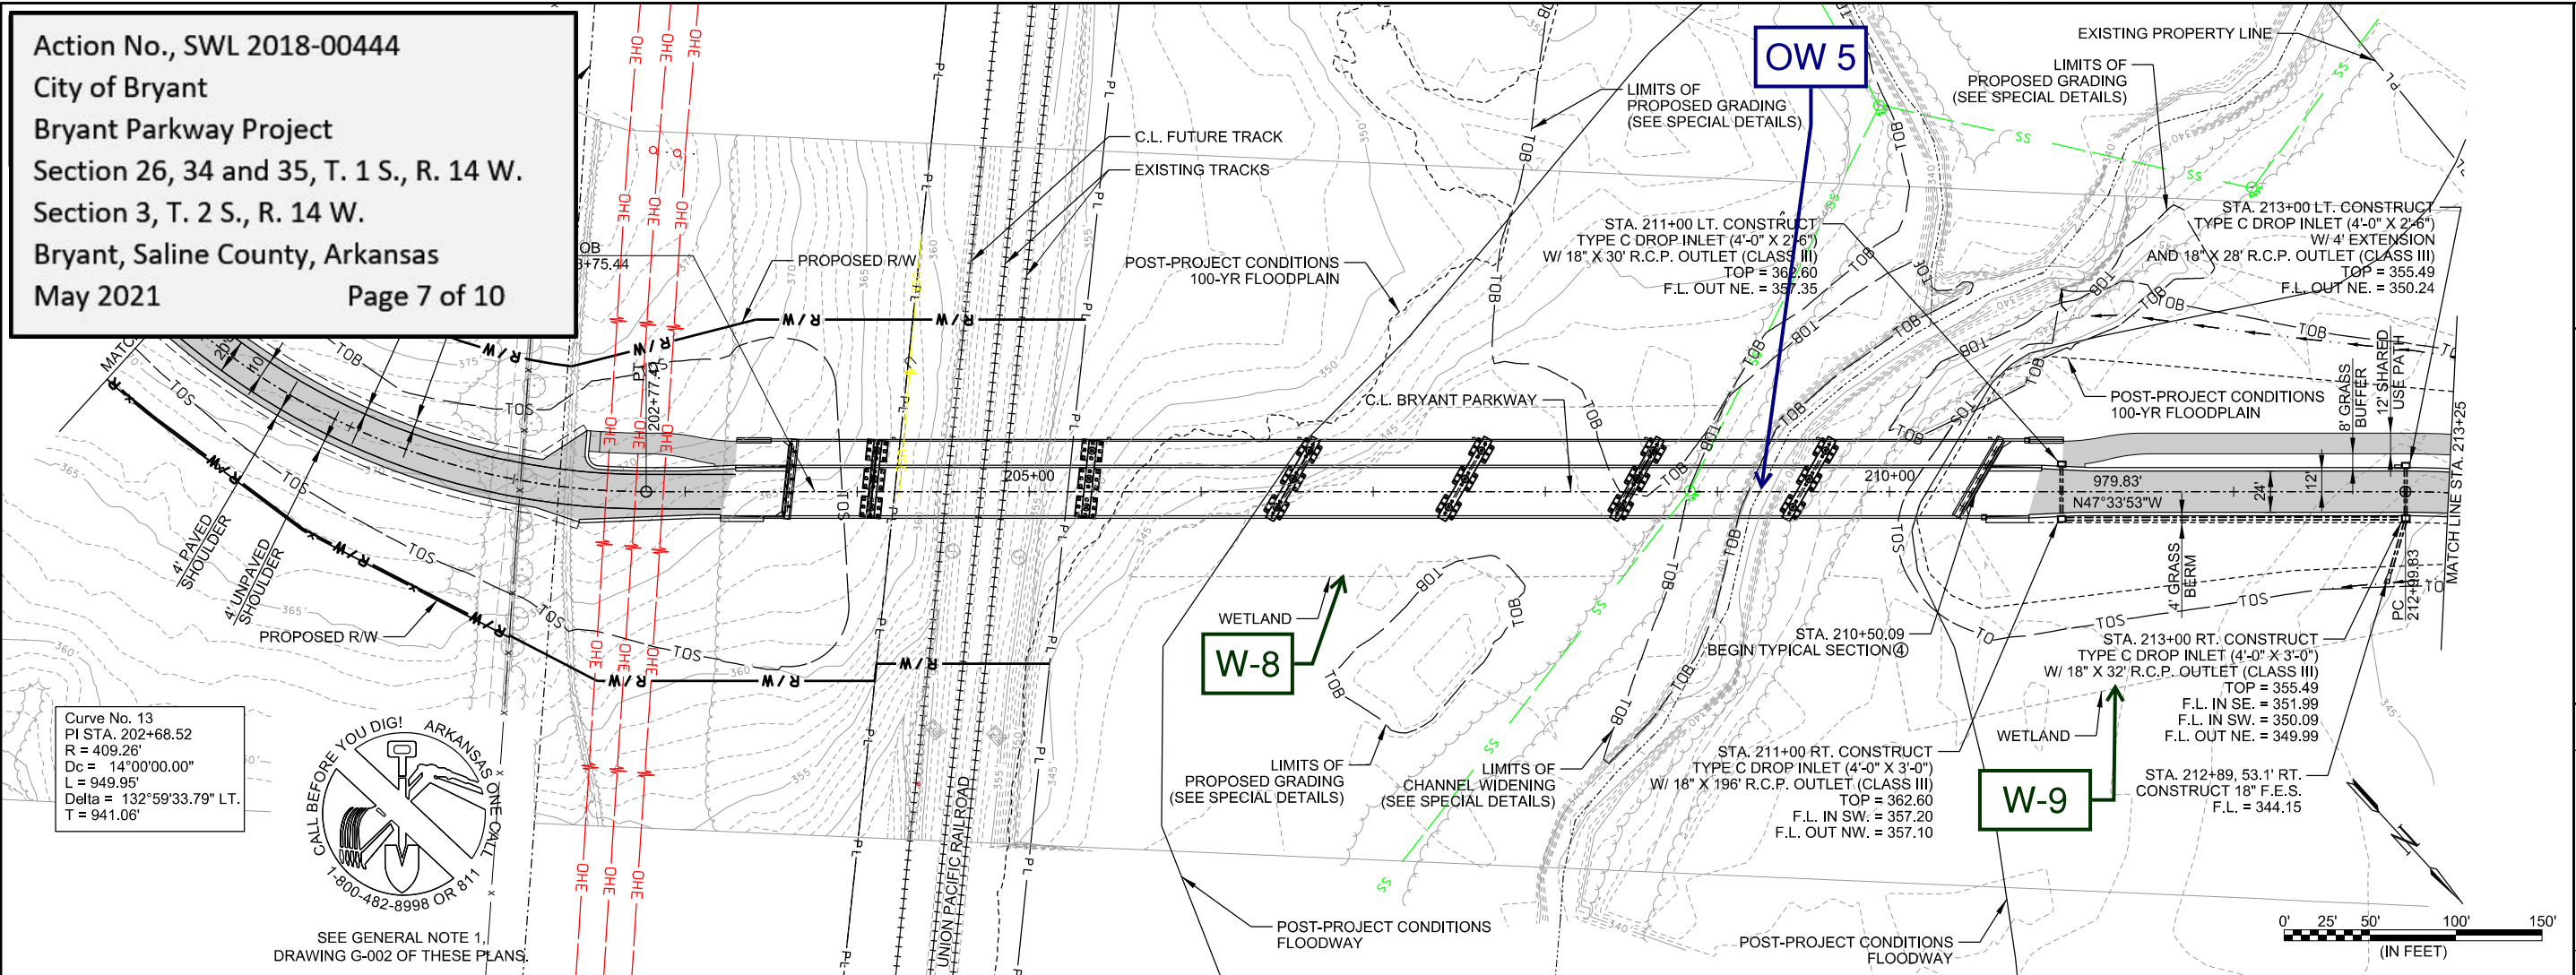 Action No., SWL 2018-00444
City of Bryant
Bryant Parkway Project
Section 26, 34 and 35, T. 1 S., R. 14 W.
Section 3, T. 2 S., R. 14 W.
Bryant, Saline County, Arkansas
May 2021 Page 7 of 10
OW 5
C.L. FUTURE TRACK
EXISTING TRACKS
LIMITS OF
PROPOSED GRADING
(SEE SPECIAL DETAILS)
EXISTING PROPERTY LINE
LIMITS OF
PROPOSED GRADING
(SEE SPECIAL DETAILS)
PROPOSED R/W
POST-PROJECT CONDITIONS
100-YR FLOODPLAIN
STA. 211+00 LT. CONSTRUCT
TYPE C DROP INLET (4'-0" X 2'-6")
W/ 18" X 30' R.C.P. OUTLET (CLASS III)
TOP = 362.60
F.L. OUT NE. = 357.35
STA. 213+00 LT. CONSTRUCT
TYPE C DROP INLET (4'-0" X 2'-6")
W/ 4' EXTENSION
AND 18" X 28' R.C.P. OUTLET (CLASS III)
TOP = 355.49
F.L. OUT NE. = 350.24
POST-PROJECT CONDITIONS
100-YR FLOODPLAIN
8' GRASS
BUFFER
12' SHARED
USE PATH
MATCH LINE STA. 213+25
C.L. BRYANT PARKWAY
PT
202+77.42
205+00
210+00
979.83'
N47°33'53"W
24'
12'
4' PAVED
SHOULDER
4' UNPAVED
SHOULDER
PROPOSED R/W
WETLAND
W-8
STA. 210+50.09
BEGIN TYPICAL SECTION 4
4' GRASS
BERM
PC
212+99.83
STA. 213+00 RT. CONSTRUCT
TYPE C DROP INLET (4'-0" X 3'-0")
W/ 18" X 32' R.C.P. OUTLET (CLASS III)
TOP = 355.49
F.L. IN SE. = 351.99
F.L. IN SW. = 350.09
F.L. OUT NE. = 349.99
WETLAND
W-9
STA. 212+89, 53.1' RT.
CONSTRUCT 18" F.E.S.
F.L. = 344.15
STA. 211+00 RT. CONSTRUCT
TYPE C DROP INLET (4'-0" X 3'-0")
W/ 18" X 196' R.C.P. OUTLET (CLASS III)
TOP = 362.60
F.L. IN SW. = 357.20
F.L. OUT NW. = 357.10
LIMITS OF
PROPOSED GRADING
(SEE SPECIAL DETAILS)
LIMITS OF
CHANNEL WIDENING
(SEE SPECIAL DETAILS)
Curve No. 13
PI STA. 202+68.52
R = 409.26'
Dc = 14°00'00.00"
L = 949.95'
Delta = 132°59'33.79" LT.
T = 941.06'
CALL BEFORE YOU DIG! ARKANSAS ONE CALL
1-800-482-8998 OR 811
SEE GENERAL NOTE 1,
DRAWING G-002 OF THESE PLANS.
UNION PACIFIC RAILROAD
POST-PROJECT CONDITIONS
FLOODWAY
POST-PROJECT CONDITIONS
FLOODWAY
N
0' 25' 50' 100' 150'
(IN FEET)